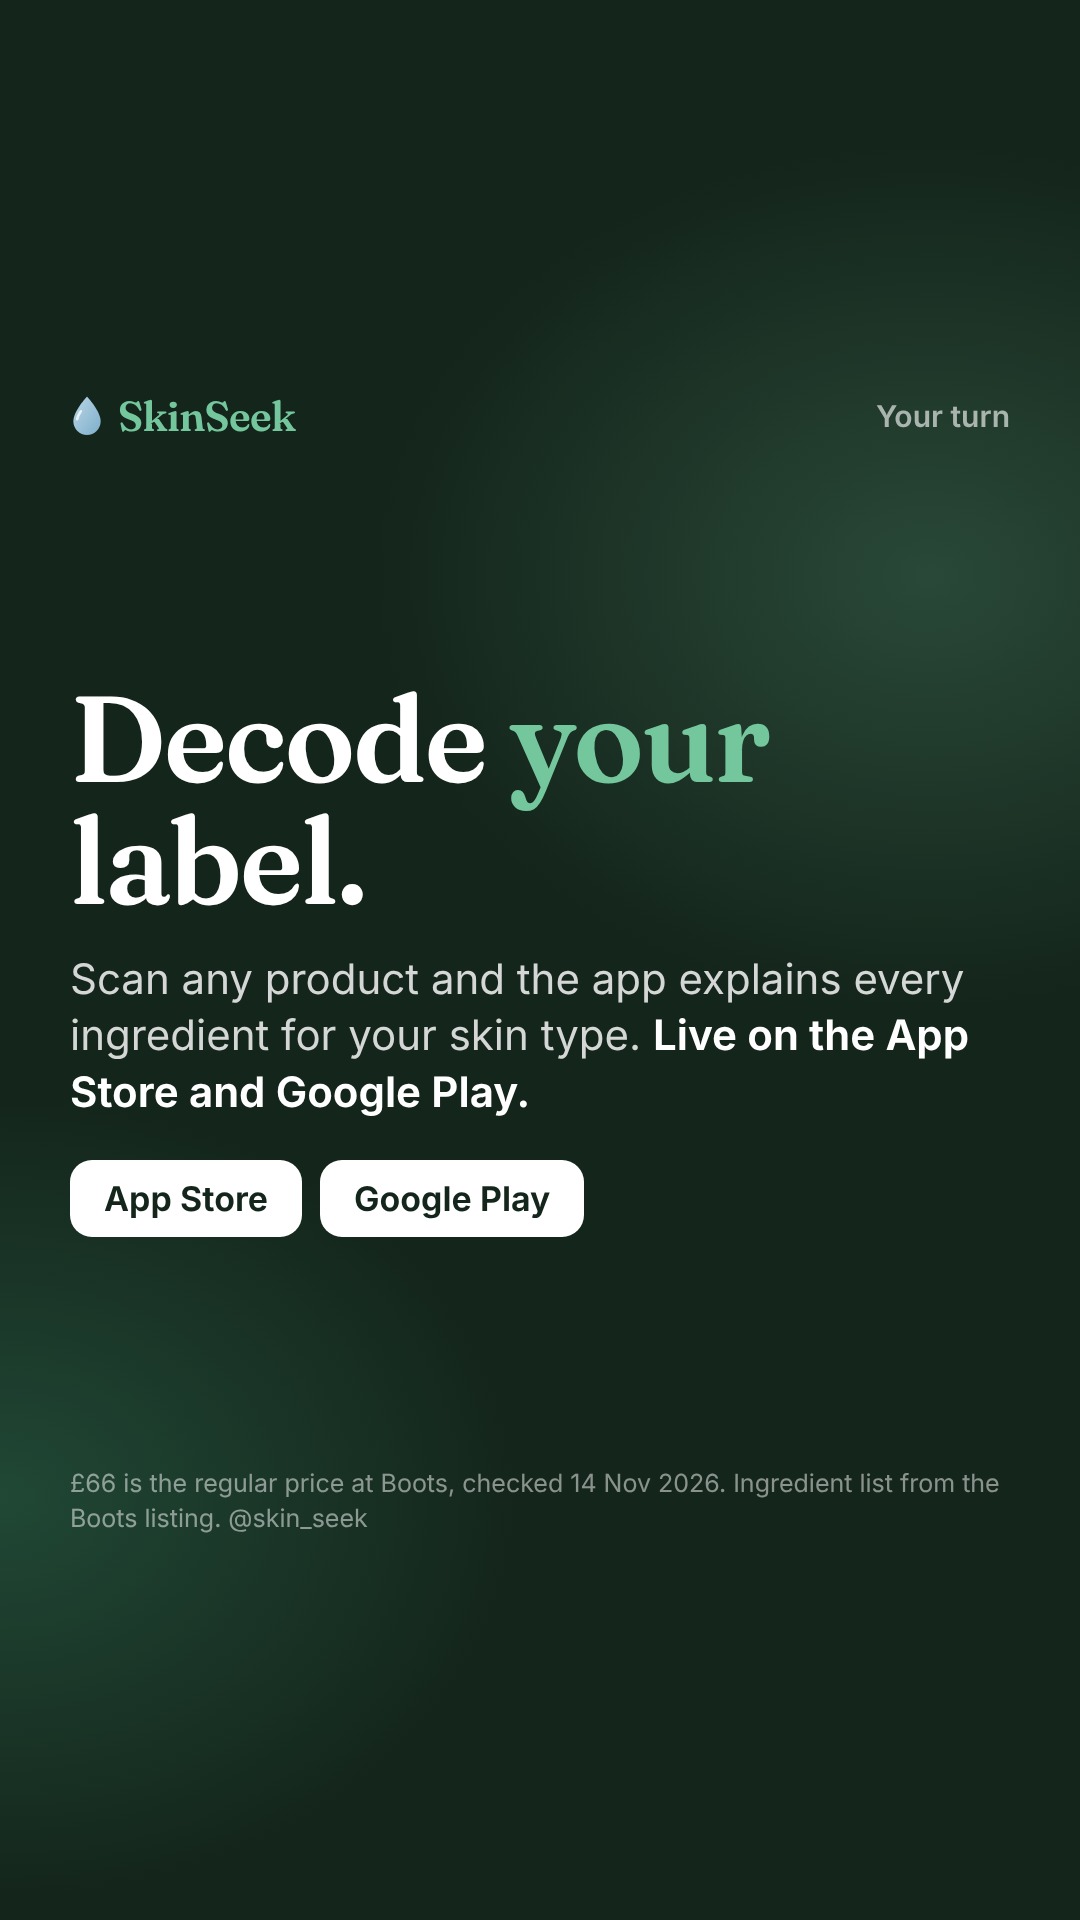 SkinSeek
Your turn
Decode your
label.
Scan any product and the app explains every
ingredient for your skin type. Live on the App
Store and Google Play.
App Store
Google Play
£66 is the regular price at Boots, checked 14 Nov 2026. Ingredient list from the
Boots listing. @skin_seek